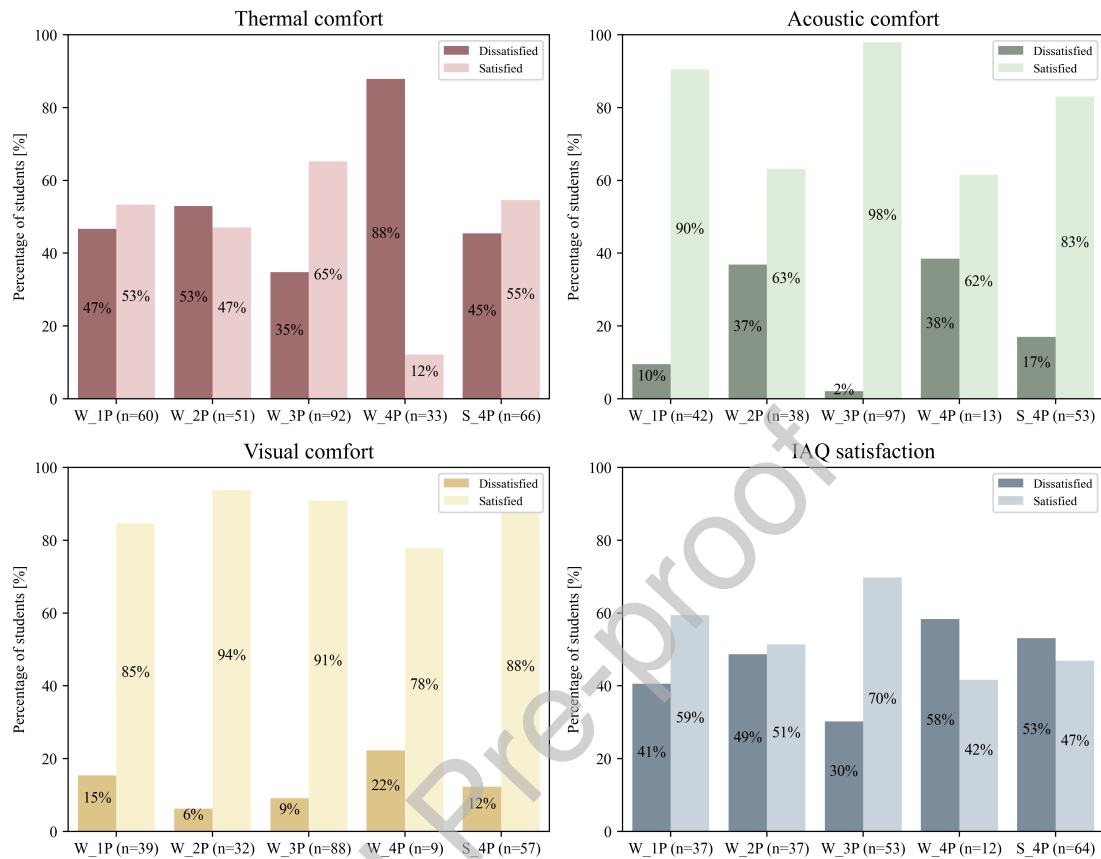 Thermal comfort
Percentage of students [%]
100
80
60
40
20
0
Dissatisfied
Satisfied
47%
53%
53%
47%
35%
65%
88%
12%
45%
55%
W_1P (n=60)
W_2P (n=51)
W_3P (n=92)
W_4P (n=33)
S_4P (n=66)
Acoustic comfort
Percentage of students [%]
100
80
60
40
20
0
Dissatisfied
Satisfied
10%
90%
37%
63%
2%
98%
38%
62%
17%
83%
W_1P (n=42)
W_2P (n=38)
W_3P (n=97)
W_4P (n=13)
S_4P (n=53)
Visual comfort
Percentage of students [%]
100
80
60
40
20
0
Dissatisfied
Satisfied
15%
85%
6%
94%
9%
91%
22%
78%
12%
88%
W_1P (n=39)
W_2P (n=32)
W_3P (n=88)
W_4P (n=9)
S_4P (n=57)
IAQ satisfaction
Percentage of students [%]
100
80
60
40
20
0
Dissatisfied
Satisfied
41%
59%
49%
51%
30%
70%
58%
42%
53%
47%
W_1P (n=37)
W_2P (n=37)
W_3P (n=53)
W_4P (n=12)
S_4P (n=64)
Pre-proof